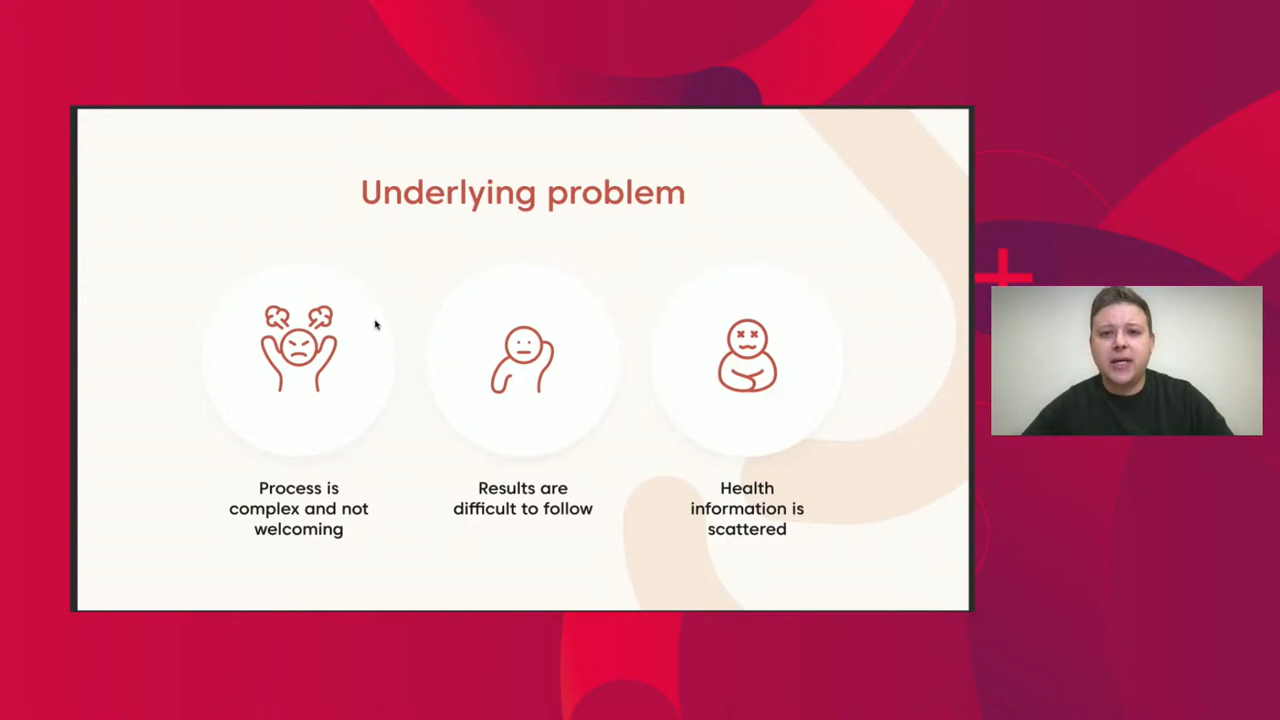 Underlying problem
Process is
complex and not
welcoming
Results are
difficult to follow
Health
information is
scattered